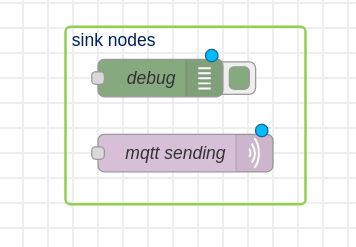 sink nodes
debug
mqtt sending